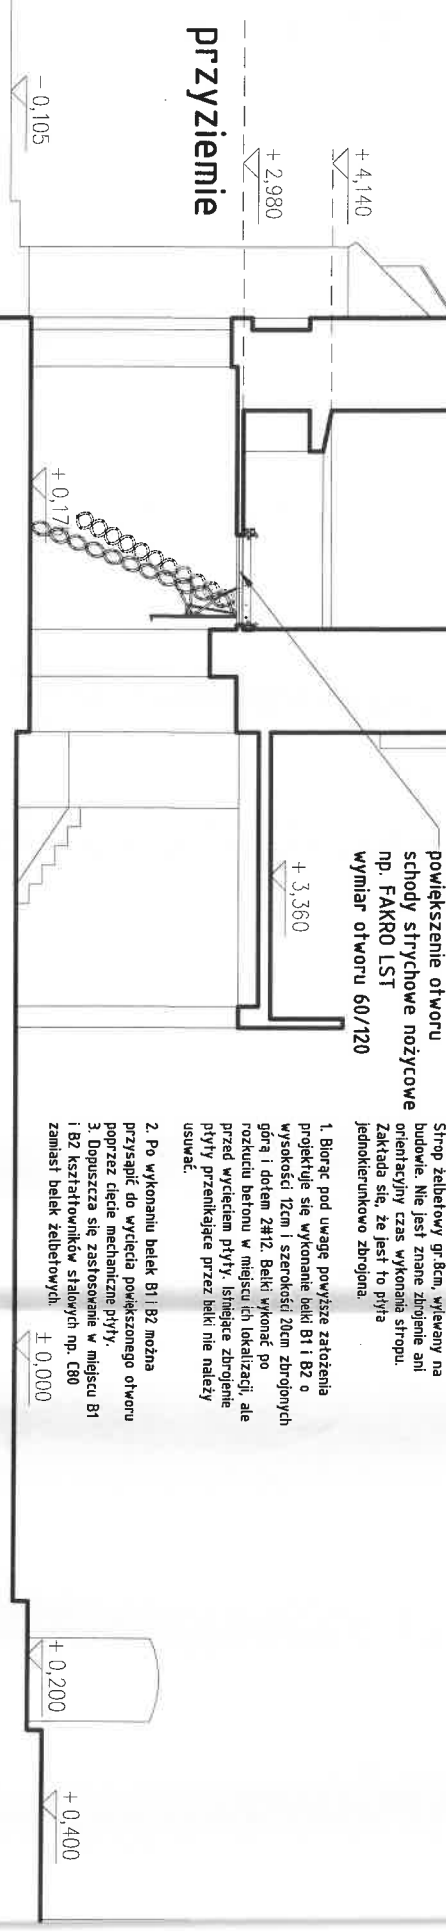 przyziemie
+ 4,140
+ 2,980
- 0,105
+ 0,17
powiększenie otworu
schody strychowe nożycowe
np. FAKRO LST
wymiar otworu 60/120
+ 3,360
Strop żelbetowy gr.8cm, wylewany na
budowie. Nie jest znane zbrojenie ani
orientacyjny czas wykonania stropu.
Zakłada się, że jest to płyta
jednokierunkowo zbrojona.
1. Biorąc pod uwagę powyższe założenia
projektuje się wykonanie belki B1 i B2 o
wysokości 12cm i szerokości 20cm zbrojonych
górą i dołem 2#12. Belki wykonać po
rozkuciu betonu w miejscu ich lokalizacji, ale
przed wycięciem płyty. Istniejące zbrojenie
płyty przenikające przez belki nie należy
usuwać.
2. Po wykonaniu belek B1 i B2 można
przysąpić do wycięcia powiększonego otworu
poprzez cięcie mechaniczne płyty.
3. Dopuszcza się zastosowanie w miejscu B1
i B2 kształtowników stalowych np. C80
zamiast belek żelbetowych.
± 0,000
+ 0,200
+ 0,400